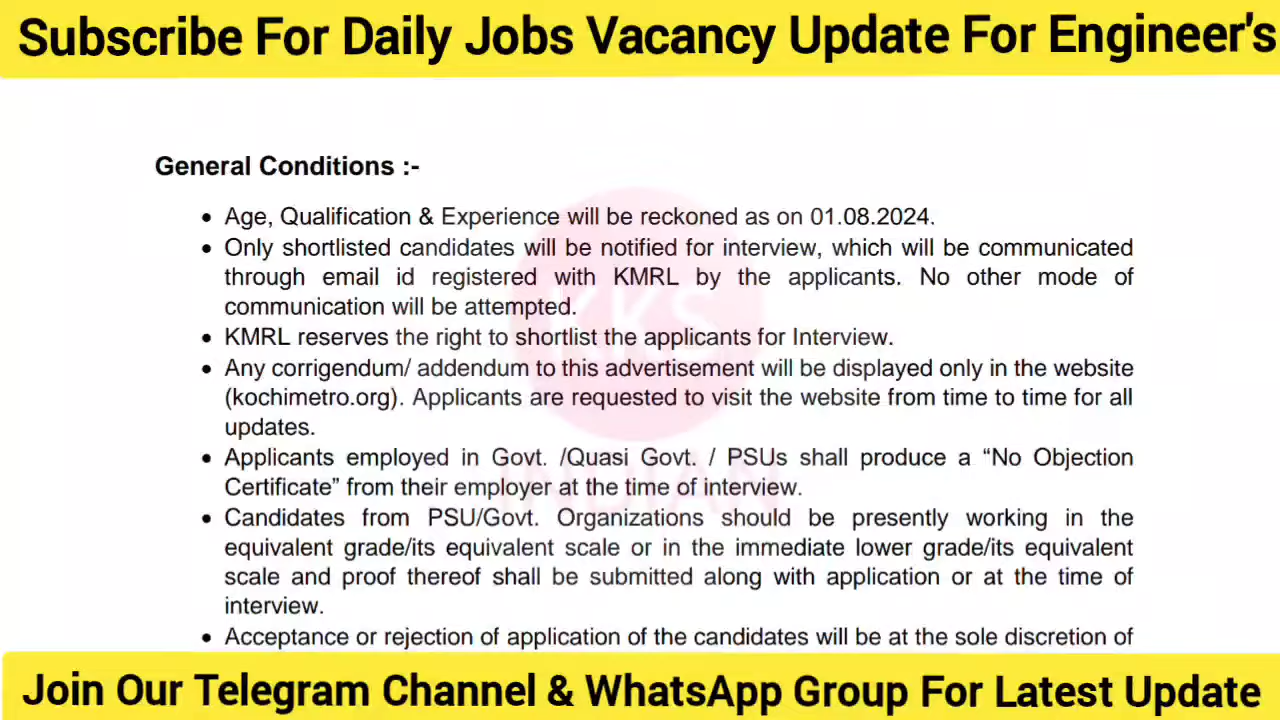 Subscribe For Daily Jobs Vacancy Update For Engineer's
General Conditions :-
• Age, Qualification & Experience will be reckoned as on 01.08.2024.
• Only shortlisted candidates will be notified for interview, which will be communicated
through email id registered with KMRL by the applicants. No other mode of
communication will be attempted.
• KMRL reserves the right to shortlist the applicants for Interview.
• Any corrigendum/ addendum to this advertisement will be displayed only in the website
(kochimetro.org). Applicants are requested to visit the website from time to time for all
updates.
• Applicants employed in Govt. /Quasi Govt. / PSUs shall produce a “No Objection
Certificate” from their employer at the time of interview.
• Candidates from PSU/Govt. Organizations should be presently working in the
equivalent grade/its equivalent scale or in the immediate lower grade/its equivalent
scale and proof thereof shall be submitted along with application or at the time of
interview.
• Acceptance or rejection of application of the candidates will be at the sole discretion of
KKS
INDIAN
Join Our Telegram Channel & WhatsApp Group For Latest Update